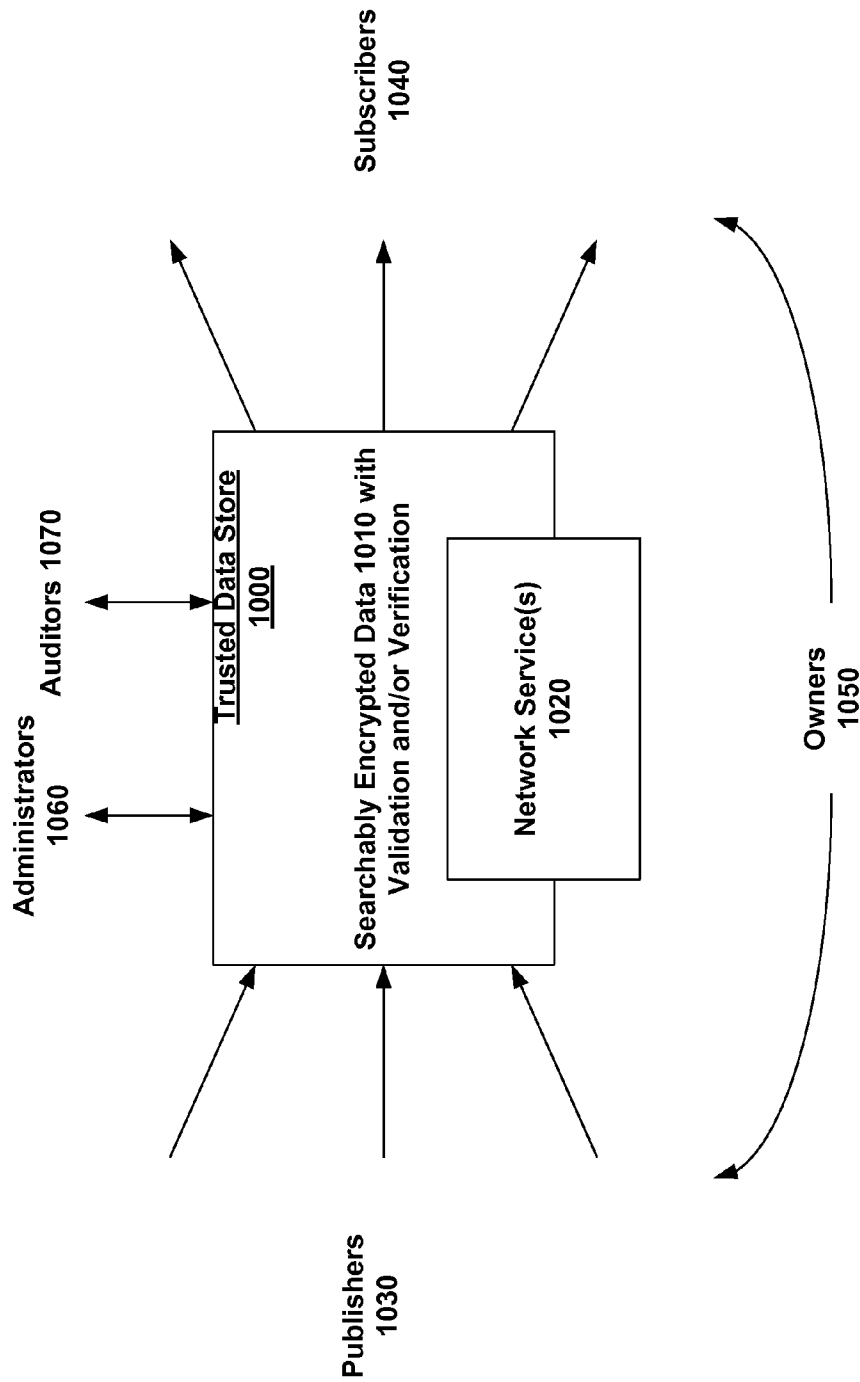 Administrators
1060
Auditors 1070
Trusted Data Store
1000
Searchably Encrypted Data 1010 with
Validation and/or Verification
Network Service(s)
1020
Publishers
1030
Subscribers
1040
Owners
1050